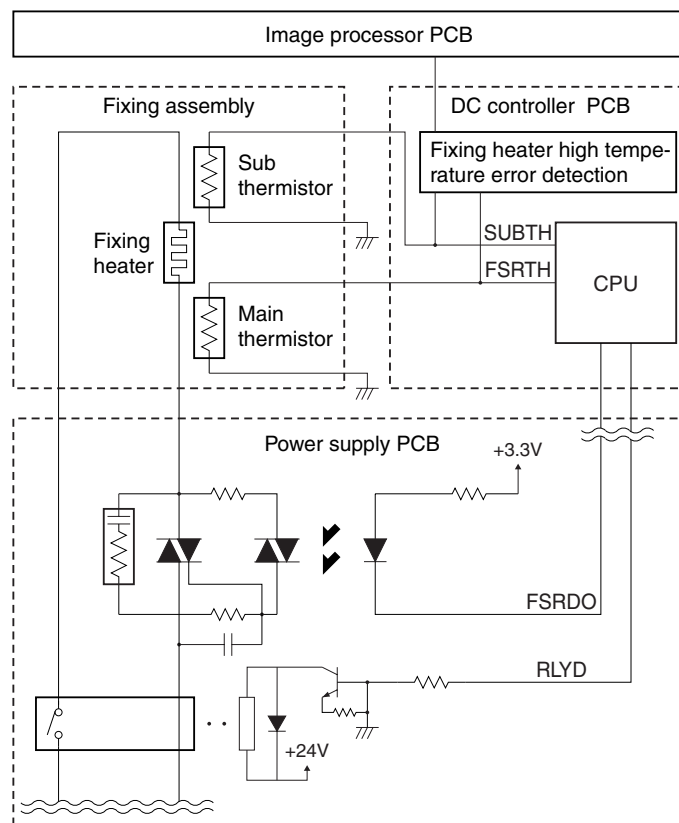 Image processor PCB
Fixing assembly
DC controller PCB
Sub
thermistor
Fixing heater high tempe-
rature error detection
Fixing
heater
SUBTH
FSRTH
CPU
Main
thermistor
Power supply PCB
+3.3V
FSRDO
RLYD
+24V